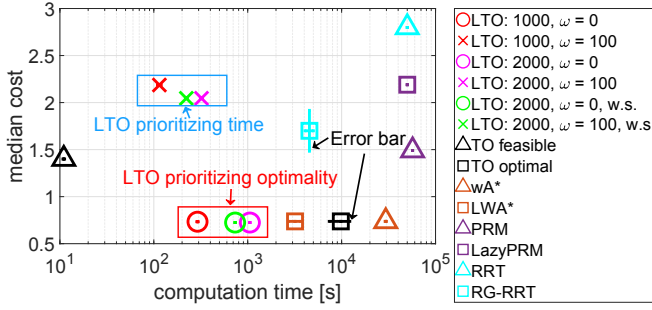 3
2.5
2
1.5
1
0.5
median cost
LTO prioritizing time
Error bar
LTO prioritizing optimality
10^1
10^2
10^3
10^4
10^5
computation time [s]
LTO: 1000, ω = 0
LTO: 1000, ω = 100
LTO: 2000, ω = 0
LTO: 2000, ω = 100
LTO: 2000, ω = 0, w.s.
LTO: 2000, ω = 100, w.s
TO feasible
TO optimal
wA*
LWA*
PRM
LazyPRM
RRT
RG-RRT